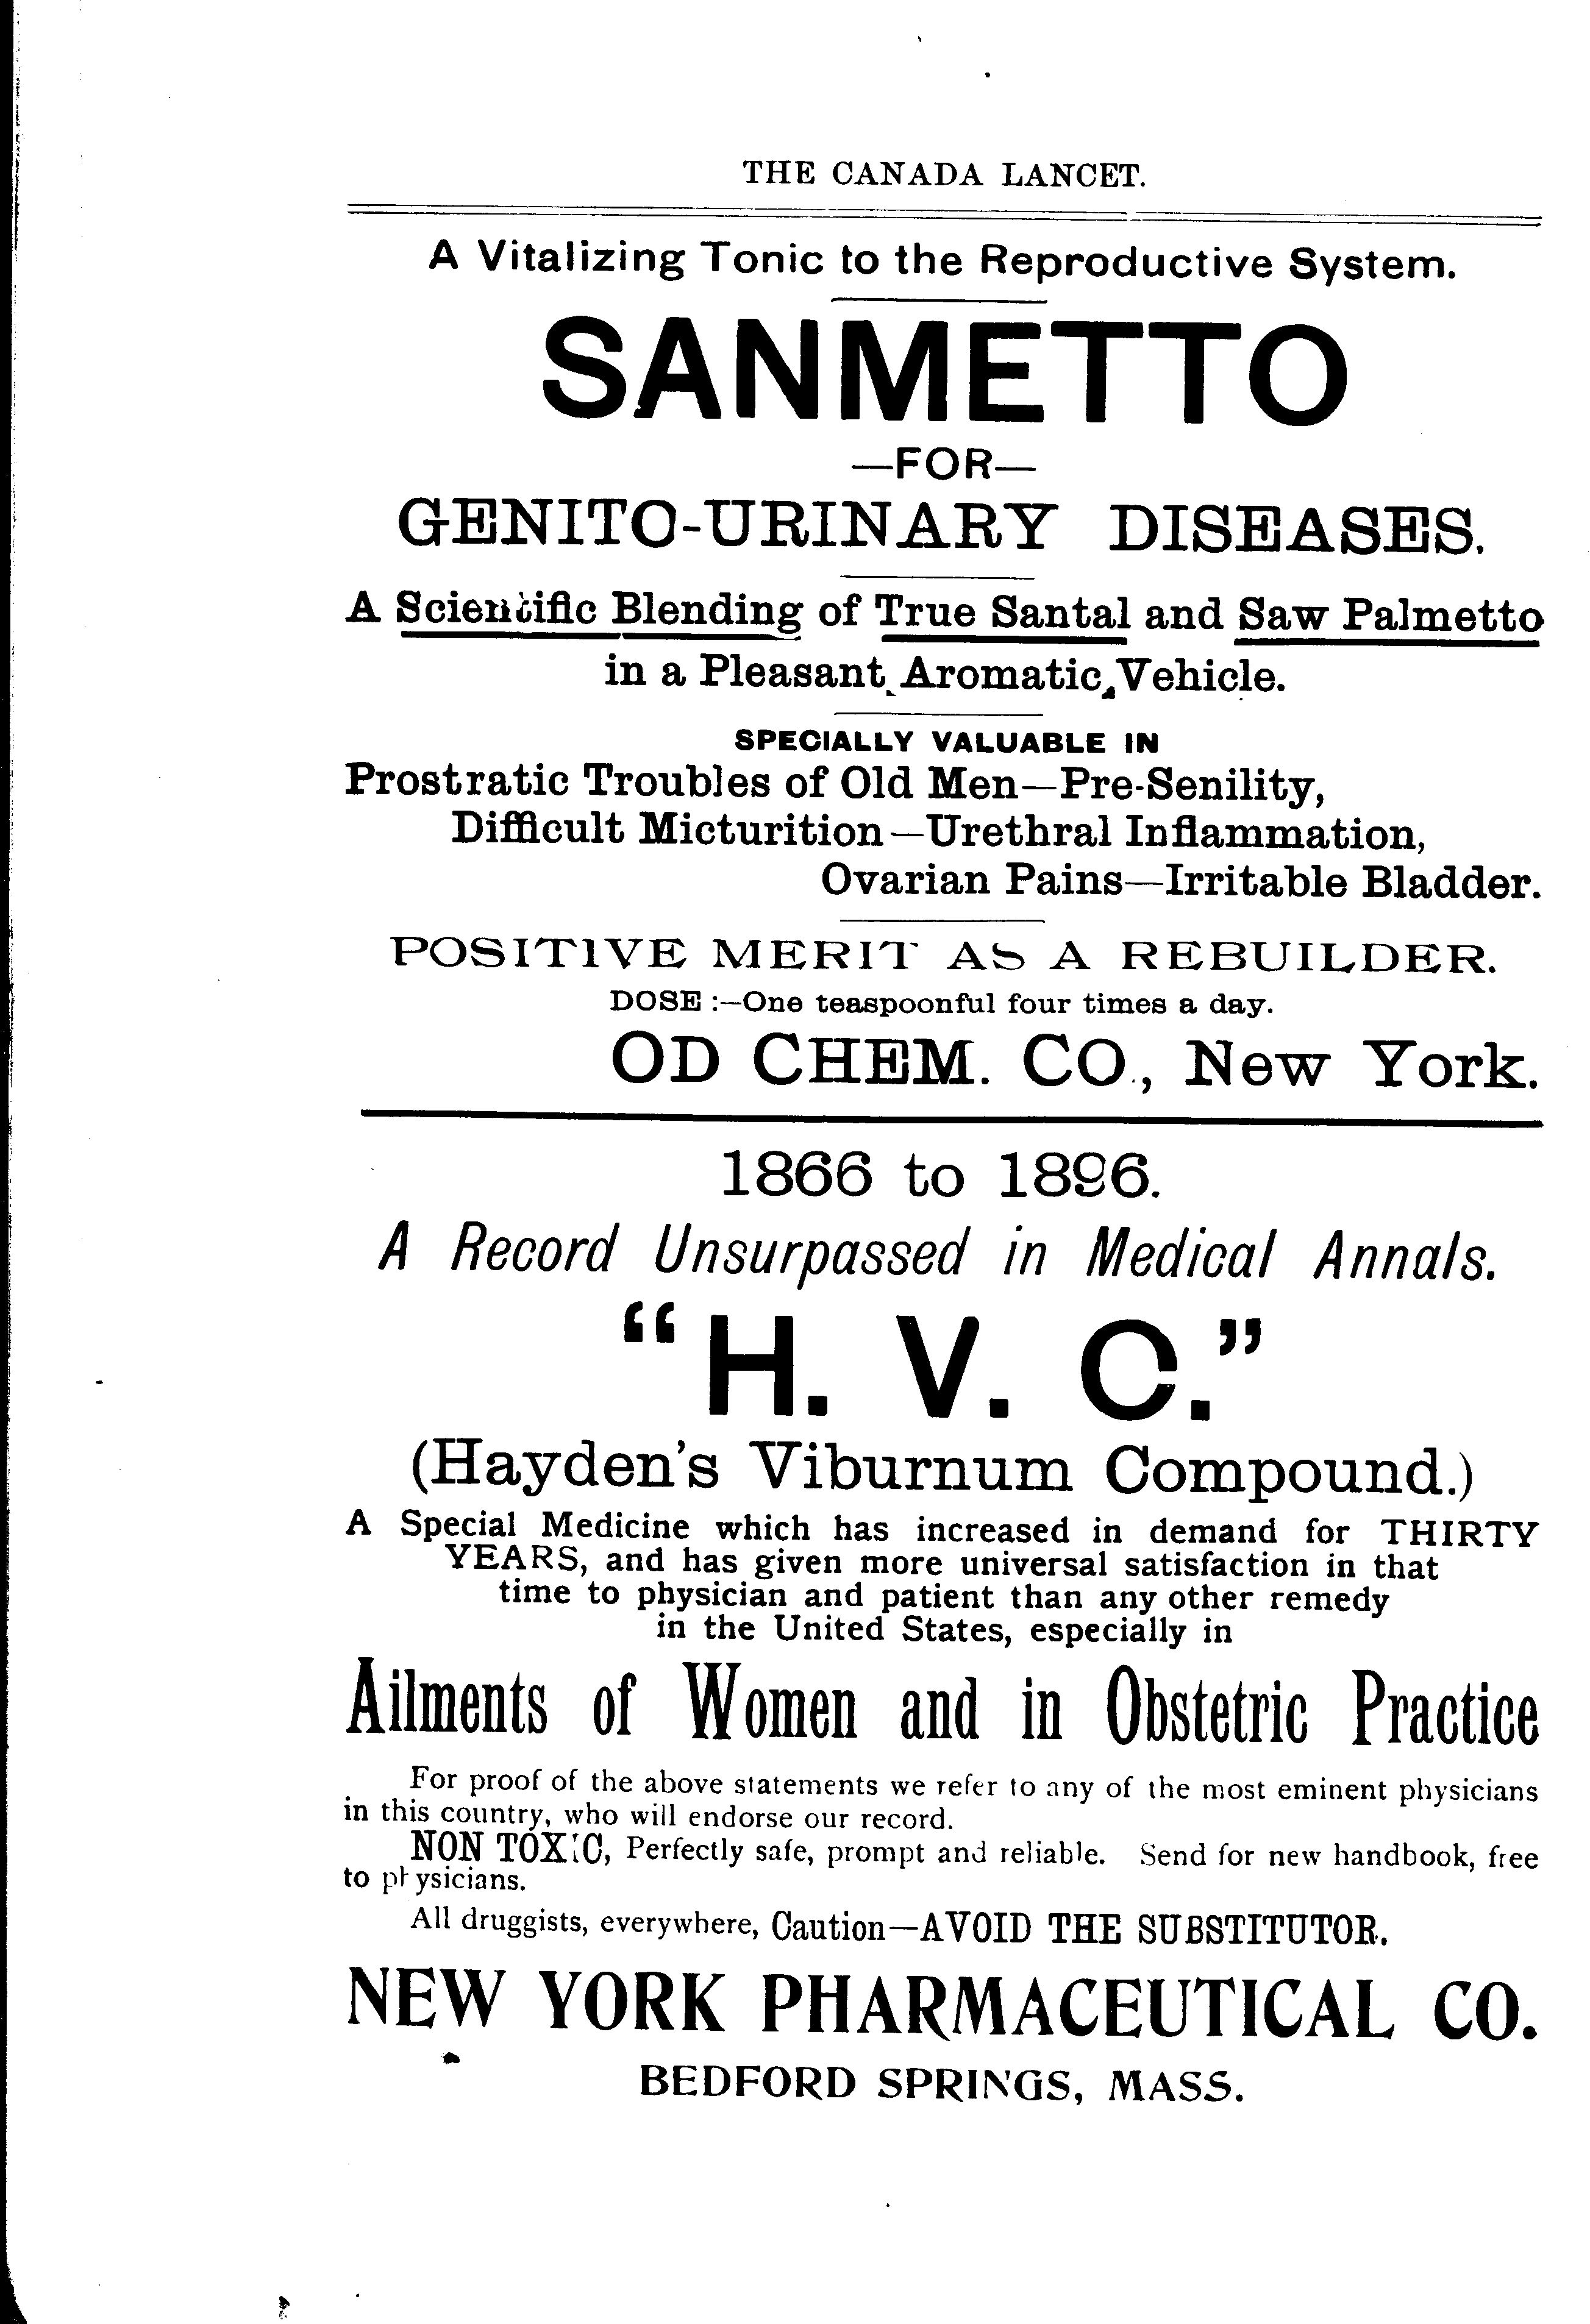 THE CANADA LANCET.
A Vitalizing Tonic to the Reproductive System.
SANMETTO
—FOR—
GENITO-URINARY DISEASES.
A Scientific Blending of True Santal and Saw Palmetto
in a Pleasant Aromatic Vehicle.
SPECIALLY VALUABLE IN
Prostratic Troubles of Old Men—Pre-Senility,
Difficult Micturition—Urethral Inflammation,
Ovarian Pains—Irritable Bladder.
POSITIVE MERIT AS A REBUILDER.
DOSE :—One teaspoonful four times a day.
OD CHEM. CO., New York.
1866 to 1896.
A Record Unsurpassed in Medical Annals.
“H. V. C.”
(Hayden's Viburnum Compound.)
A Special Medicine which has increased in demand for THIRTY
YEARS, and has given more universal satisfaction in that
time to physician and patient than any other remedy
in the United States, especially in
Ailments of Women and in Obstetric Practice
For proof of the above statements we refer to any of the most eminent physicians
in this country, who will endorse our record.
NON TOXIC, Perfectly safe, prompt and reliable. Send for new handbook, free
to physicians.
All druggists, everywhere, Caution—AVOID THE SUBSTITUTOR.
NEW YORK PHARMACEUTICAL CO.
BEDFORD SPRINGS, MASS.